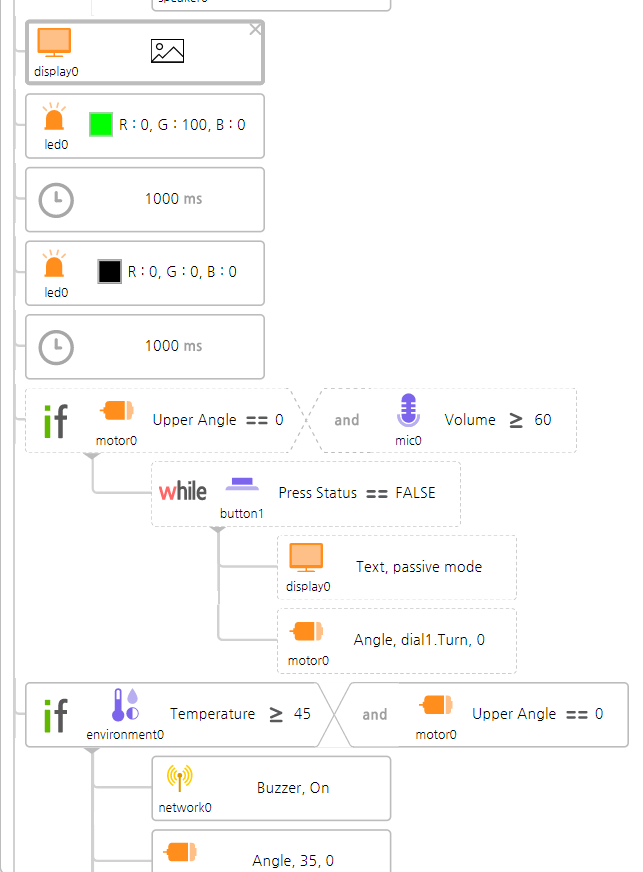 speaker0
display0
R : 0, G : 100, B : 0
led0
1000 ms
R : 0, G : 0, B : 0
led0
1000 ms
if Upper Angle == 0 and Volume ≥ 60
motor0 mic0
while Press Status == FALSE
button1
Text, passive mode
display0
Angle, dial1.Turn, 0
motor0
if Temperature ≥ 45 and Upper Angle == 0
environment0 motor0
Buzzer, On
network0
Angle, 35, 0